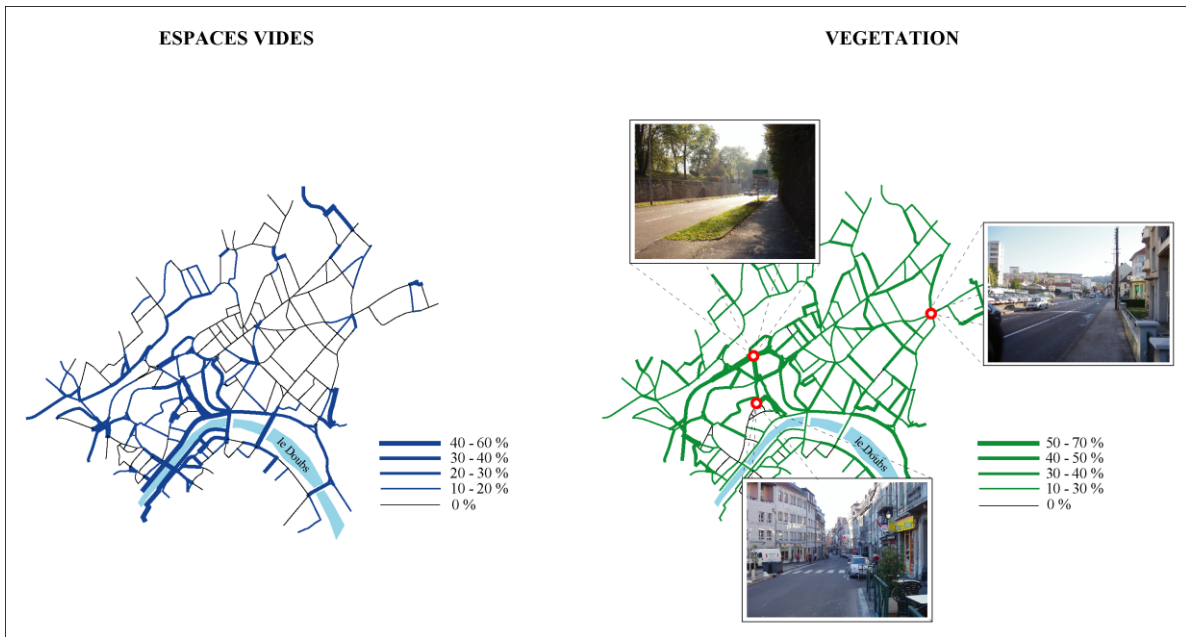 ESPACES VIDES
le Doubs
40 - 60 %
30 - 40 %
20 - 30 %
10 - 20 %
0 %
VEGETATION
le Doubs
50 - 70 %
40 - 50 %
30 - 40 %
10 - 30 %
0 %